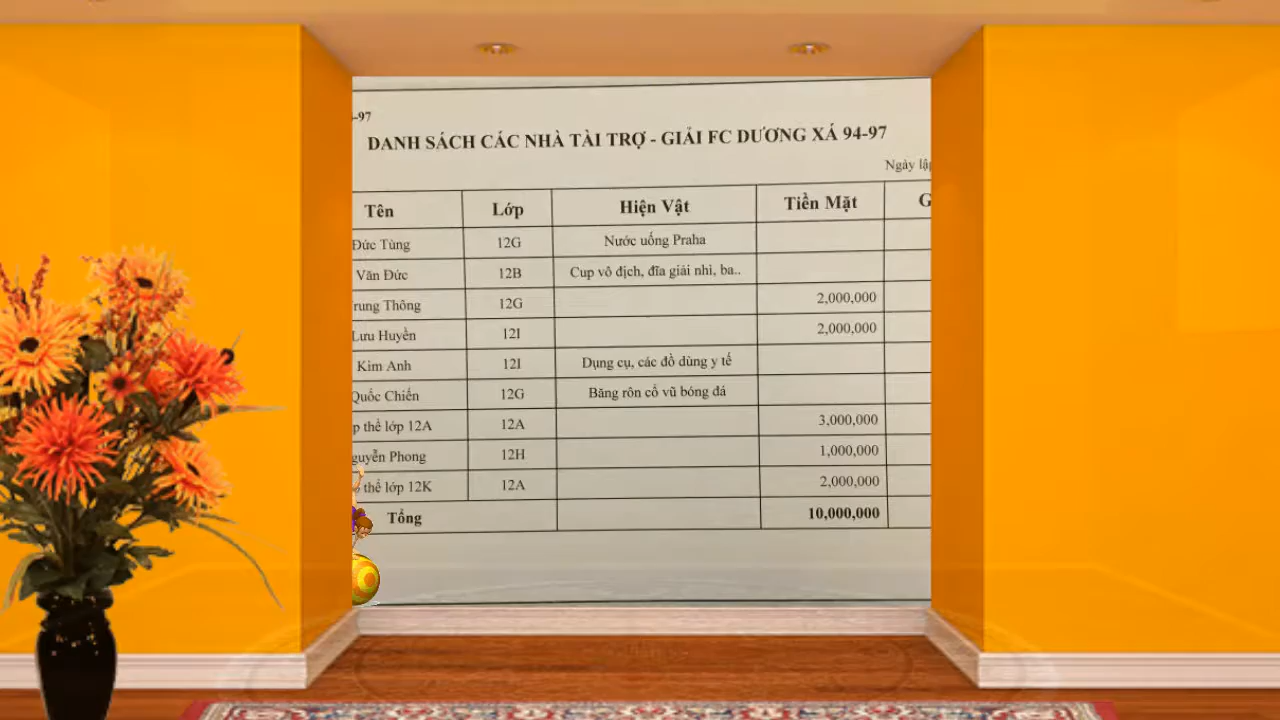 -97
DANH SÁCH CÁC NHÀ TÀI TRỢ - GIẢI FC DƯƠNG XÁ 94-97
Ngày lậ
Tên Lớp Hiện Vật Tiền Mặt G
Đức Tùng 12G Nước uống Praha
Văn Đức 12B Cup vô địch, đĩa giải nhì, ba..
rung Thông 12G 2,000,000
Lưu Huyền 12I 2,000,000
Kim Anh 12I Dụng cụ, các đồ dùng y tế
Quốc Chiến 12G Băng rôn cổ vũ bóng đá
p thể lớp 12A 12A 3,000,000
guyễn Phong 12H 1,000,000
thể lớp 12K 12A 2,000,000
Tổng 10,000,000